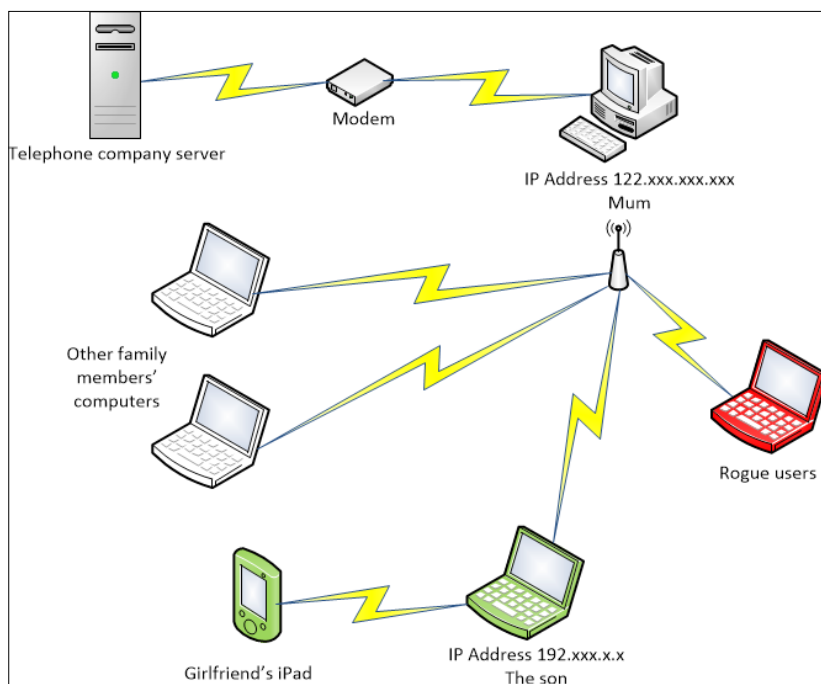 Modem
Telephone company server
IP Address 122.xxx.xxx.xxx
Mum
Other family
members’
computers
Rogue users
IP Address 192.xxx.x.x
The son
Girlfriend’s iPad